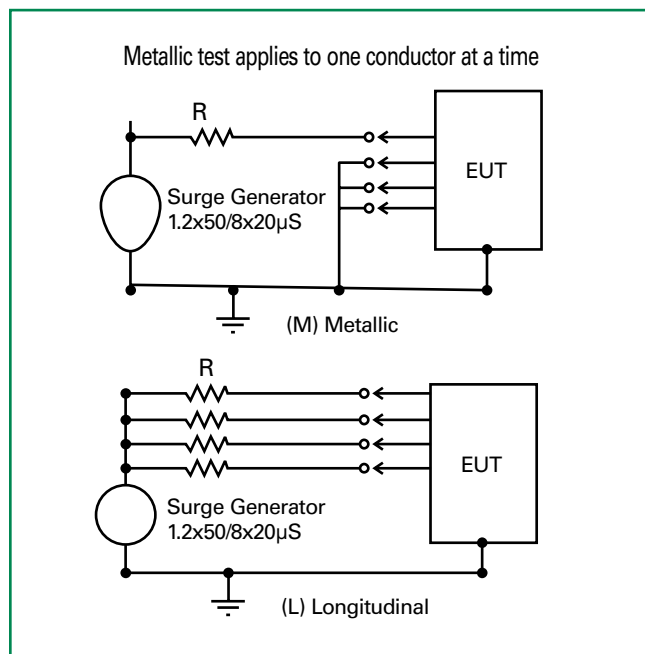 Metallic test applies to one conductor at a time
R
EUT
Surge Generator
1.2x50/8x20µS
(M) Metallic
R
EUT
Surge Generator
1.2x50/8x20µS
(L) Longitudinal